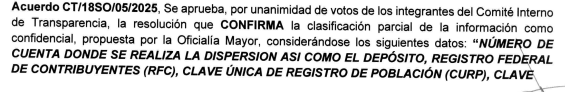 Acuerdo CT/18SO/05/2025, Se aprueba, por unanimidad de votos de los integrantes del Comité Interno
de Transparencia, la resolución que CONFIRMA la clasificación parcial de la información como
confidencial, propuesta por la Oficialía Mayor, considerándose los siguientes datos: "NÚMERO DE
CUENTA DONDE SE REALIZA LA DISPERSION ASI COMO EL DEPÓSITO, REGISTRO FEDERAL
DE CONTRIBUYENTES (RFC), CLAVE ÚNICA DE REGISTRO DE POBLACIÓN (CURP), CLAVE